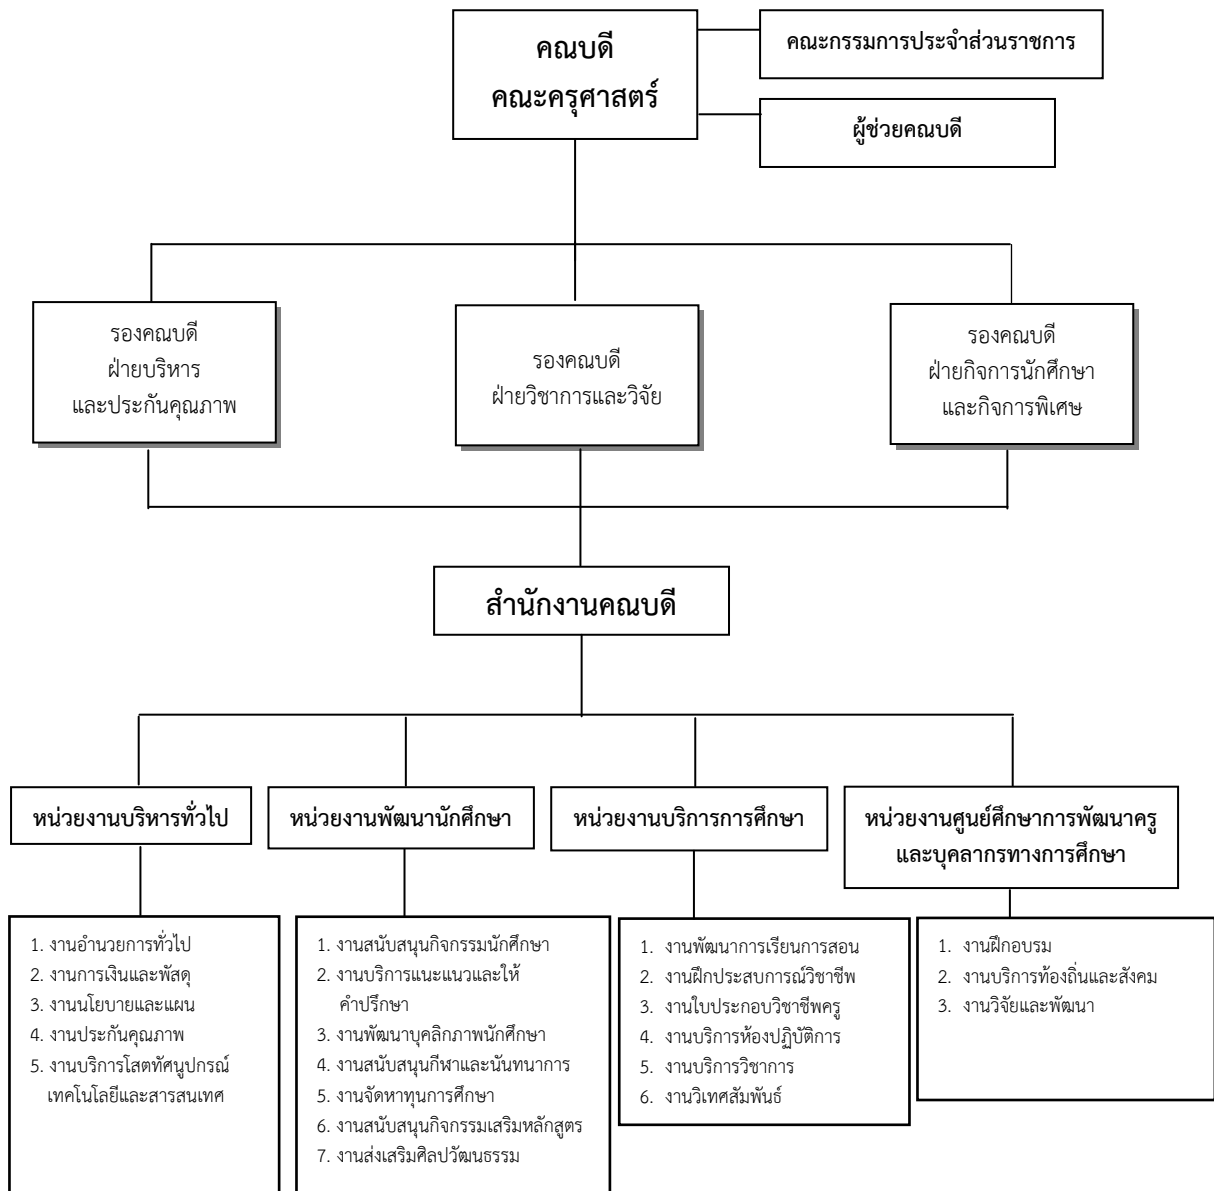 คณบดี
คณะครุศาสตร์
คณะกรรมการประจำส่วนราชการ
ผู้ช่วยคณบดี
รองคณบดี
ฝ่ายบริหาร
และประกันคุณภาพ
รองคณบดี
ฝ่ายวิชาการและวิจัย
รองคณบดี
ฝ่ายกิจการนักศึกษา
และกิจการพิเศษ
สำนักงานคณบดี
หน่วยงานบริหารทั่วไป
หน่วยงานพัฒนานักศึกษา
หน่วยงานบริการการศึกษา
หน่วยงานศูนย์ศึกษาการพัฒนาครู
และบุคลากรทางการศึกษา
1. งานอำนวยการทั่วไป
2. งานการเงินและพัสดุ
3. งานนโยบายและแผน
4. งานประกันคุณภาพ
5. งานบริการโสตทัศนูปกรณ์
เทคโนโลยีและสารสนเทศ
1. งานสนับสนุนกิจกรรมนักศึกษา
2. งานบริการแนะแนวและให้
คำปรึกษา
3. งานพัฒนาบุคลิกภาพนักศึกษา
4. งานสนับสนุนกีฬาและนันทนาการ
5. งานจัดหาทุนการศึกษา
6. งานสนับสนุนกิจกรรมเสริมหลักสูตร
7. งานส่งเสริมศิลปวัฒนธรรม
1. งานพัฒนาการเรียนการสอน
2. งานฝึกประสบการณ์วิชาชีพ
3. งานใบประกอบวิชาชีพครู
4. งานบริการห้องปฏิบัติการ
5. งานบริการวิชาการ
6. งานวิเทศสัมพันธ์
1. งานฝึกอบรม
2. งานบริการท้องถิ่นและสังคม
3. งานวิจัยและพัฒนา